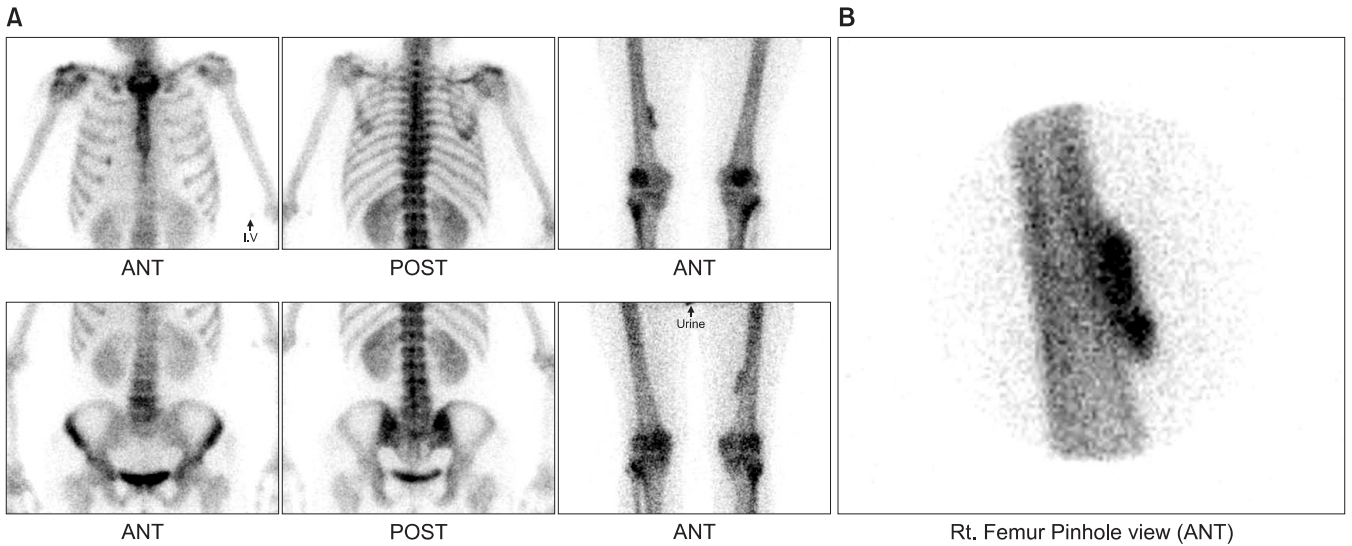 A
B
I.V
ANT
POST
ANT
Urine
ANT
POST
ANT
Rt. Femur Pinhole view (ANT)